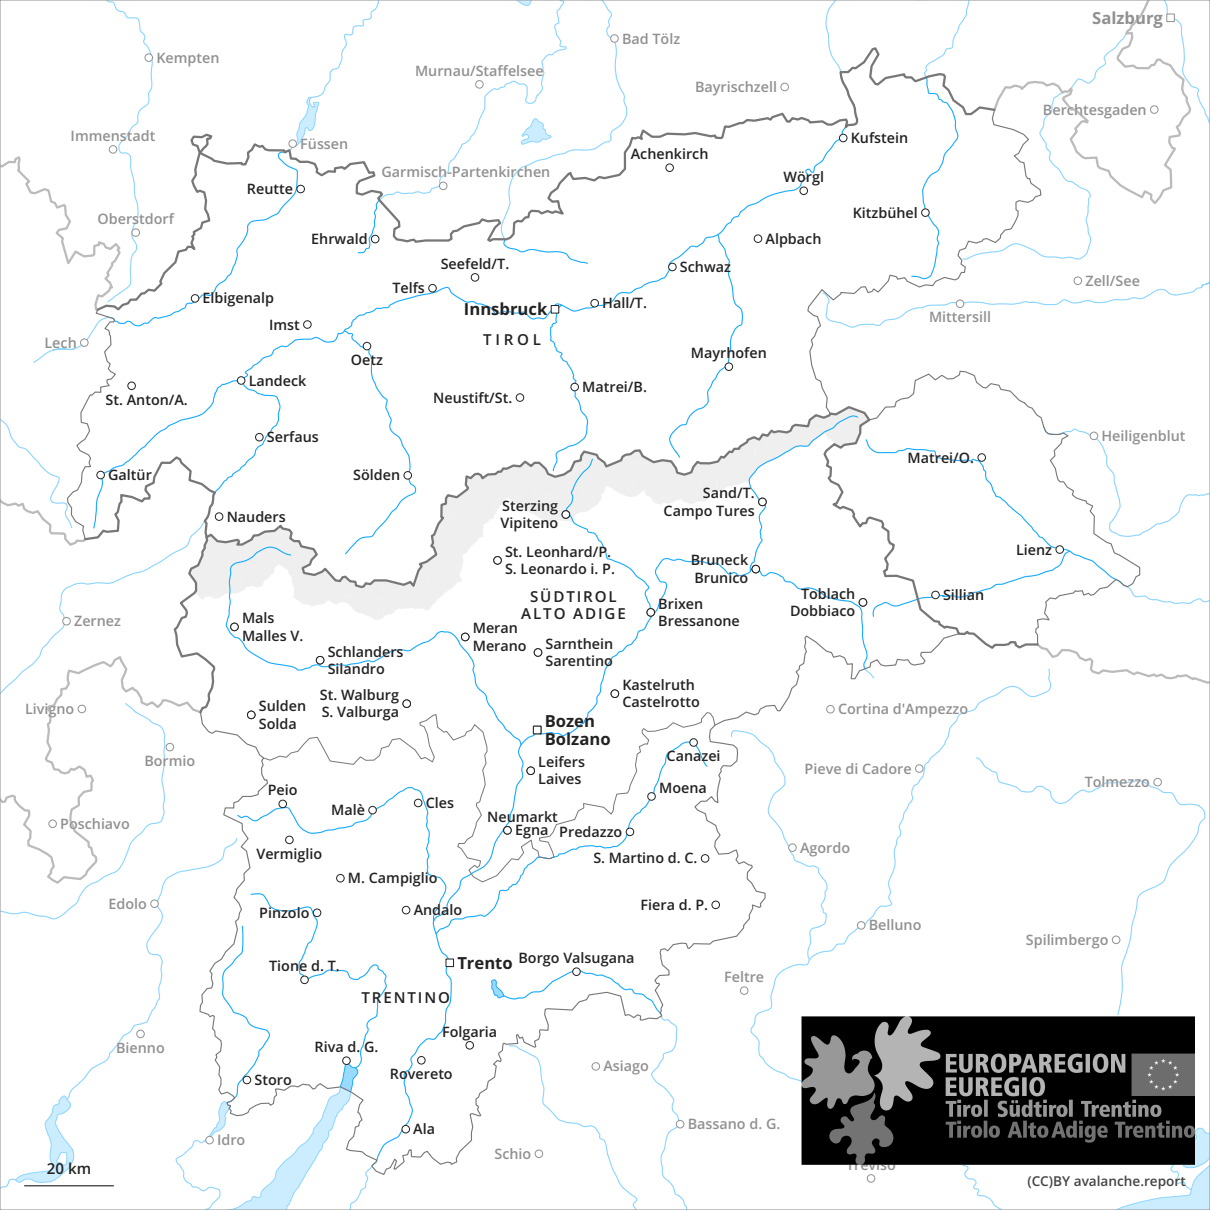 Salzburg
Bad Tölz
Kempten
Murnau/Staffelsee
Bayrischzell
Berchtesgaden
Immenstadt
Füssen
Kufstein
Achenkirch
Garmisch-Partenkirchen
Wörgl
Reutte
Oberstdorf
Kitzbühel
Ehrwald
Alpbach
Seefeld/T.
Schwaz
Zell/See
Telfs
Elbigenalp
Hall/T.
Innsbruck
Mittersill
Imst
TIROL
Lech
Oetz
Mayrhofen
Landeck
Matrei/B.
St. Anton/A.
Neustift/St.
Serfaus
Heiligenblut
Matrei/O.
Galtür
Sölden
Sand/T.
Campo Tures
Sterzing
Vipiteno
Nauders
Lienz
St. Leonhard/P.
S. Leonardo i. P.
Bruneck
Brunico
SÜDTIROL
ALTO ADIGE
Toblach
Dobbiaco
Sillian
Brixen
Bressanone
Zernez
Mals
Malles V.
Meran
Merano
Sarnthein
Sarentino
Schlanders
Silandro
Kastelruth
Castelrotto
St. Walburg
S. Valburga
Livigno
Sulden
Solda
Cortina d'Ampezzo
Bozen
Bolzano
Bormio
Canazei
Leifers
Laives
Pieve di Cadore
Tolmezzo
Peio
Moena
Malè
Cles
Neumarkt
Egna
Poschiavo
Predazzo
Vermiglio
Agordo
S. Martino d. C.
M. Campiglio
Edolo
Pinzolo
Andalo
Fiera d. P.
Belluno
Spilimbergo
Trento
Borgo Valsugana
Tione d. T.
Feltre
TRENTINO
Folgaria
Bienno
Riva d. G.
Asiago
Rovereto
Storo
EUROPAREGION
EUREGIO
Tirol Südtirol Trentino
Tirolo Alto Adige Trentino
Ala
Bassano d. G.
Idro
Schio
Treviso
20 km
(CC)BY avalanche.report